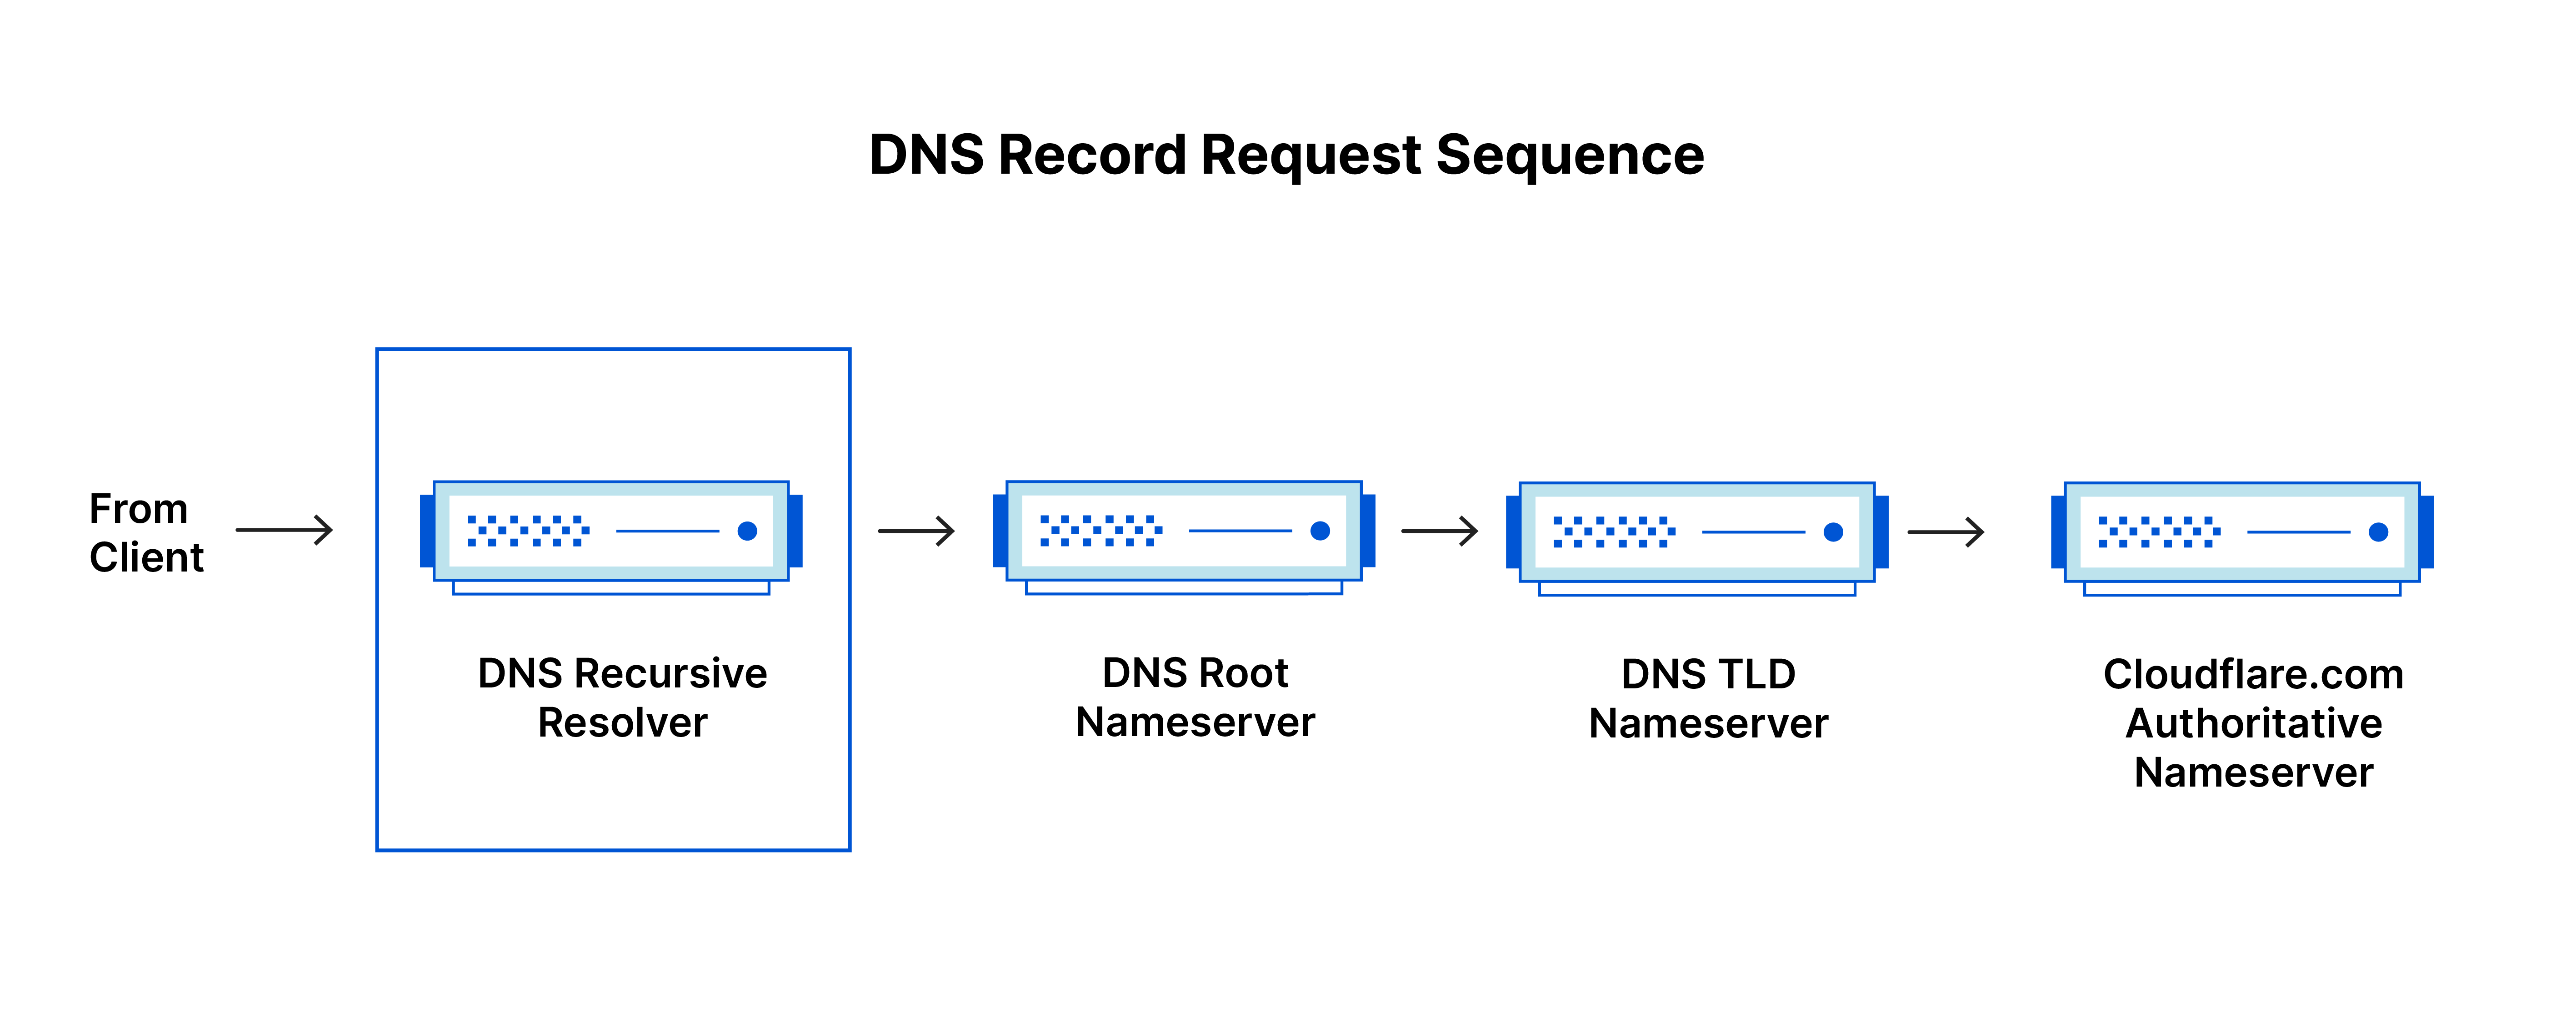 DNS Record Request Sequence
From
Client
DNS Recursive
Resolver
DNS Root
Nameserver
DNS TLD
Nameserver
Cloudflare.com
Authoritative
Nameserver